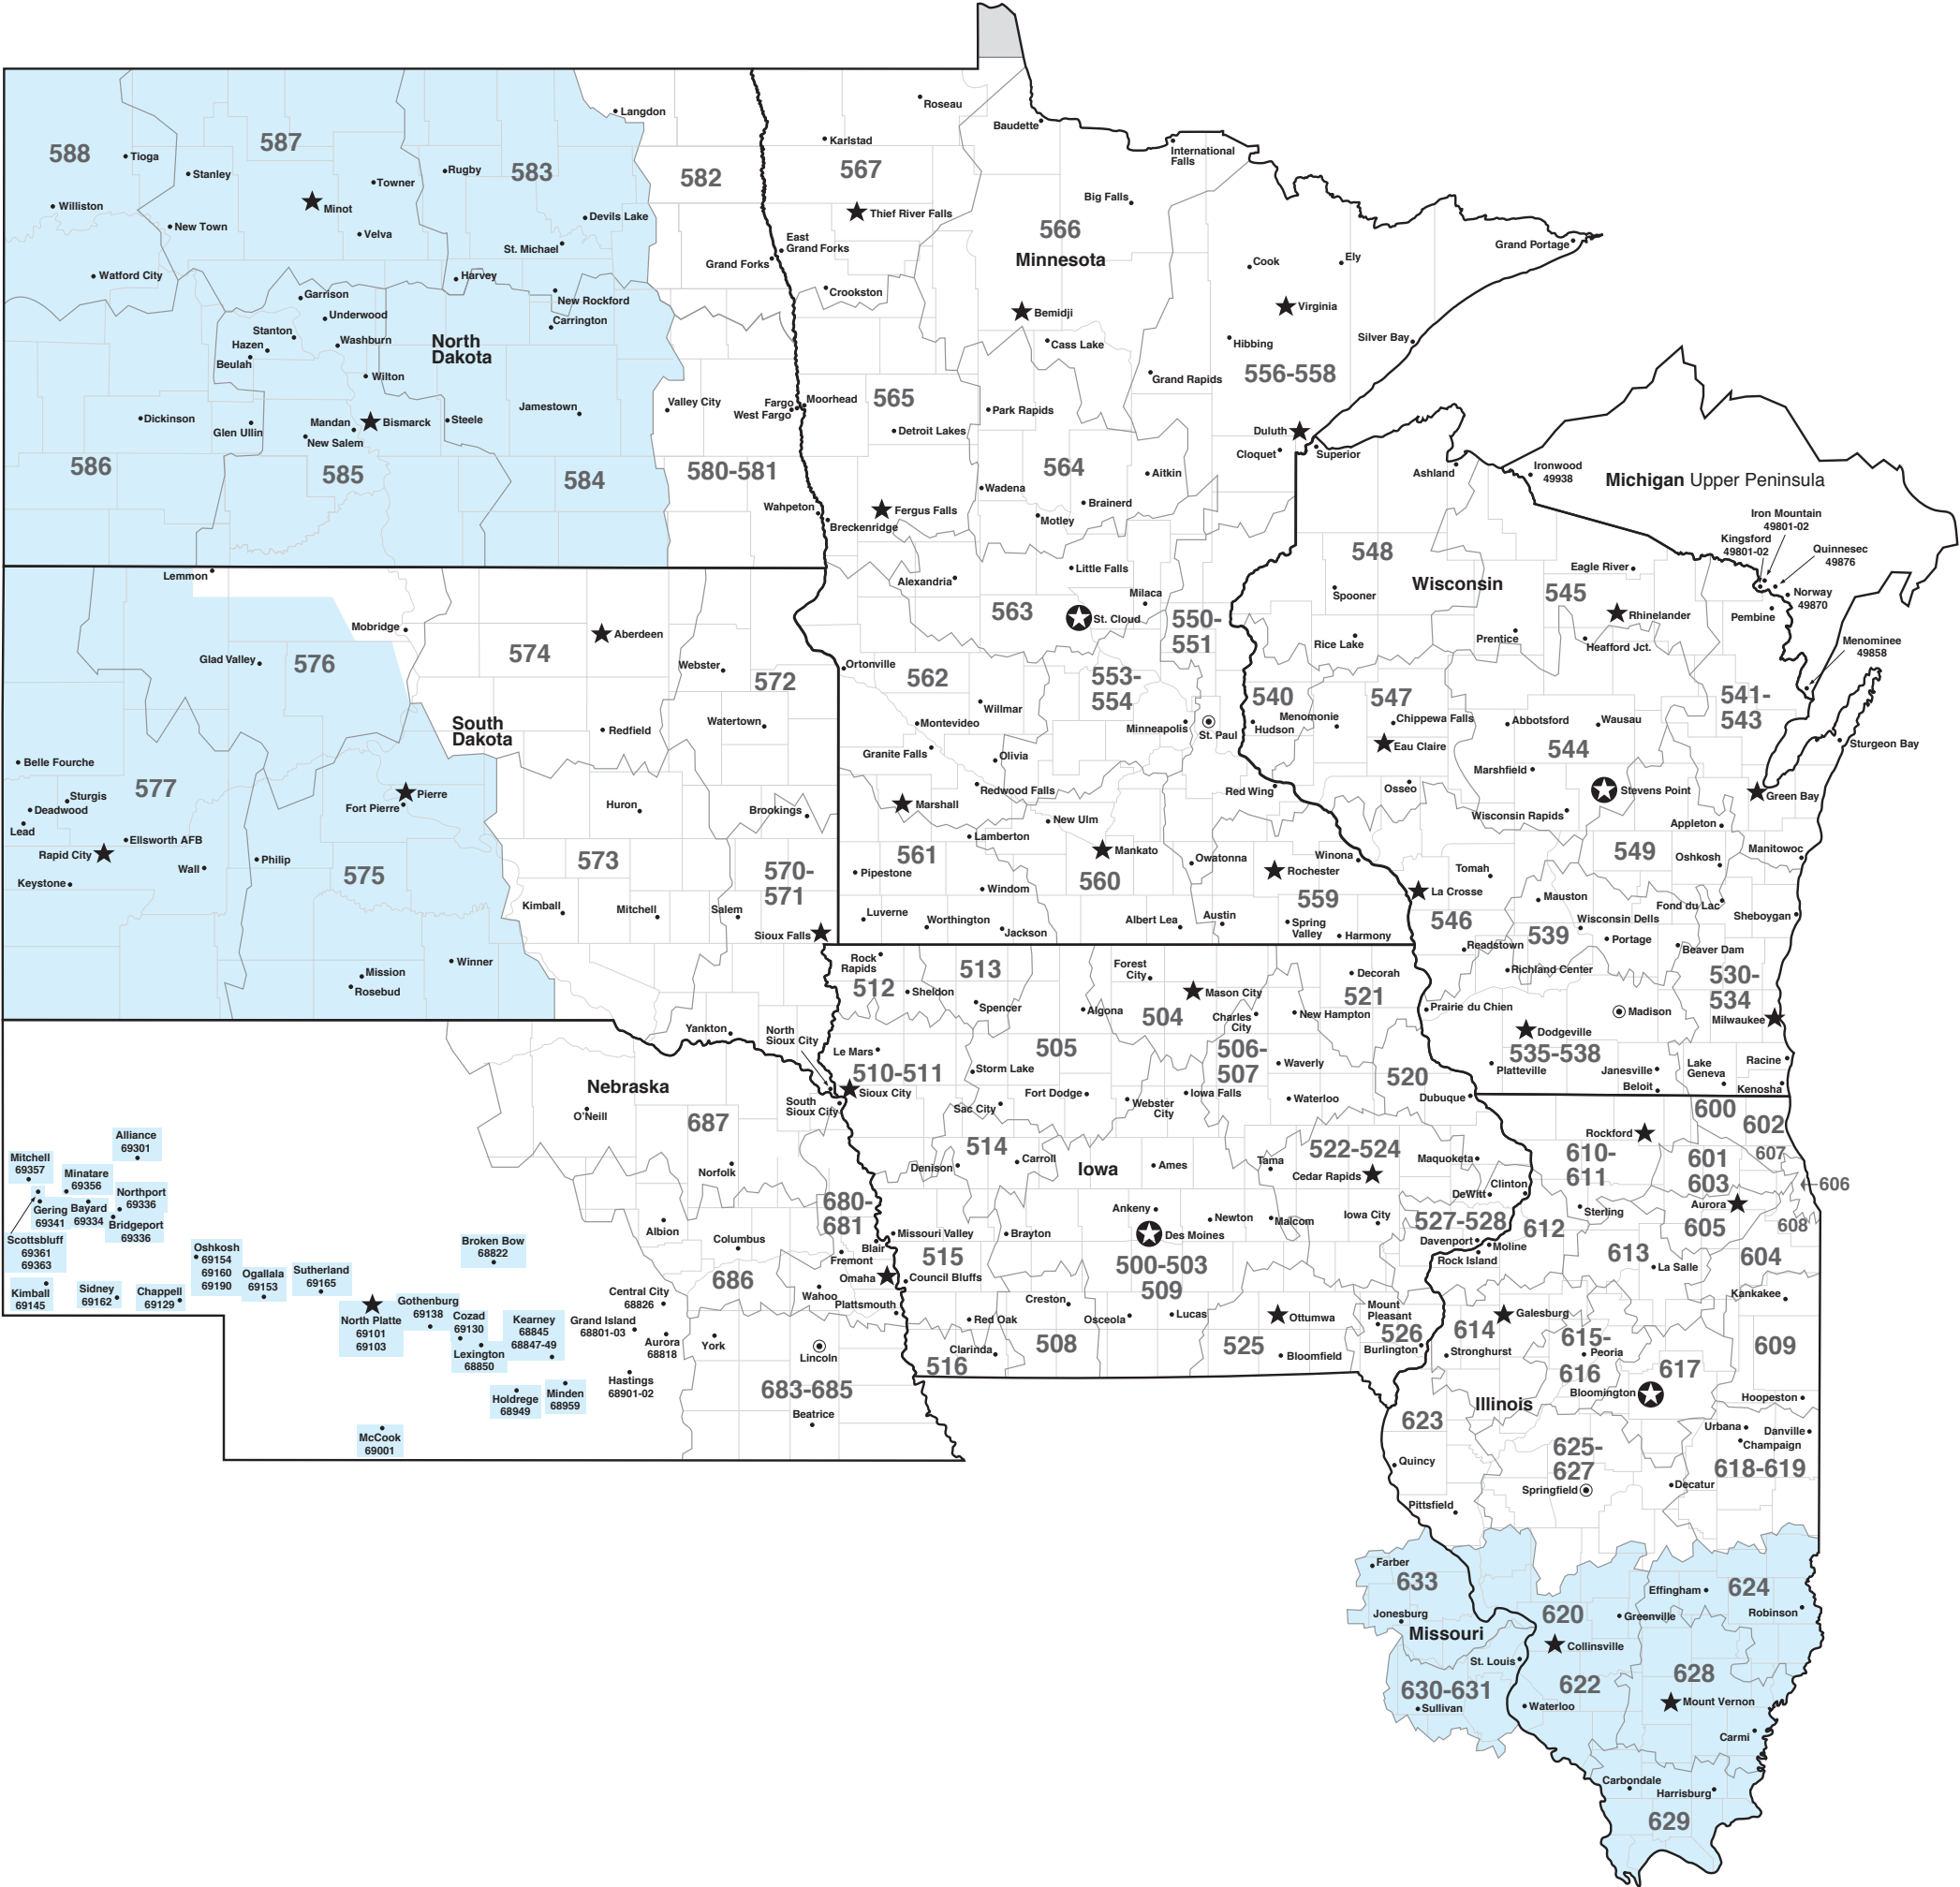 588
587
583
582
Tioga
Stanley
Towner
Rugby
Langdon
Williston
Minot
New Town
Velva
Devils Lake
St. Michael
Grand Forks
Watford City
Harvey
Garrison
New Rockford
Underwood
Carrington
Stanton
Washburn
Hazen
Beulah
North
Dakota
Wilton
Dickinson
Glen Ullin
Mandan
Bismarck
New Salem
Steele
Jamestown
Valley City
Fargo
West Fargo
586
585
584
580-581
Wahpeton
Roseau
Karlstad
Baudette
International
Falls
567
Thief River Falls
Big Falls
566
Minnesota
East
Grand Forks
Crookston
Cook
Ely
Grand Portage
Bemidji
Virginia
Cass Lake
Hibbing
Silver Bay
Grand Rapids
556-558
Moorhead
565
Park Rapids
Detroit Lakes
Duluth
Cloquet
564
Aitkin
Wadena
Brainerd
Fergus Falls
Motley
Breckenridge
Little Falls
Alexandria
Milaca
563
St. Cloud
550-
551
Ortonville
562
553-
554
Willmar
Montevideo
Minneapolis
St. Paul
Granite Falls
Olivia
Redwood Falls
Red Wing
Marshall
New Ulm
Lamberton
Mankato
Owatonna
Winona
Rochester
561
Pipestone
560
Windom
559
Luverne
Worthington
Jackson
Albert Lea
Austin
Spring
Valley
Harmony
Superior
Ashland
Ironwood
49938
Michigan Upper Peninsula
Iron Mountain
49801-02
Kingsford
49801-02
Quinnesec
49876
Norway
49870
Menominee
49858
548
Wisconsin
Eagle River
545
Spooner
Rhinelander
Pembine
Rice Lake
Prentice
Heafford Jct.
540
547
541-
543
Hudson
Menomonie
Chippewa Falls
Abbotsford
Wausau
Eau Claire
544
Sturgeon Bay
Marshfield
Osseo
Stevens Point
Green Bay
Wisconsin Rapids
Appleton
549
Oshkosh
Manitowoc
Tomah
La Crosse
Mauston
Fond du Lac
Sheboygan
546
539
Wisconsin Dells
Portage
Readstown
Beaver Dam
Richland Center
530-
534
Prairie du Chien
Madison
Milwaukee
Dodgeville
535-538
Platteville
Janesville
Lake
Geneva
Racine
Beloit
Kenosha
Lemmon
Mobridge
Aberdeen
576
574
Glad Valley
Webster
572
South
Dakota
Redfield
Watertown
Belle Fourche
577
Sturgis
Deadwood
Lead
Pierre
Fort Pierre
Huron
Brookings
Ellsworth AFB
Rapid City
Wall
Philip
Keystone
575
573
570-
571
Kimball
Mitchell
Salem
Sioux Falls
Winner
Mission
Rosebud
Yankton
North
Sioux City
Nebraska
O'Neill
South
Sioux City
687
Alliance
69301
Mitchell
69357
Minatare
69356
Northport
69336
Gering
69341
Bayard
69334
Bridgeport
69336
Scottsbluff
69361
69363
Kimball
69145
Sidney
69162
Chappell
69129
Oshkosh
69154
69160
69190
Ogallala
69153
Sutherland
69165
Broken Bow
68822
North Platte
69101
69103
Gothenburg
69138
Cozad
69130
Lexington
68850
Kearney
68845
68847-49
Holdrege
68949
Minden
68959
McCook
69001
Norfolk
680-
681
Albion
Columbus
Blair
Fremont
686
Omaha
Wahoo
Plattsmouth
Central City
68826
Grand Island
68801-03
Aurora
68818
York
Lincoln
Hastings
68901-02
683-685
Beatrice
Rock
Rapids
512
513
Sheldon
Spencer
Forest
City
Algona
504
Mason City
Charles
City
Decorah
521
New Hampton
Le Mars
510-511
Sioux City
505
Storm Lake
506-
507
Waverly
520
Fort Dodge
Webster
City
Iowa Falls
Waterloo
Dubuque
Sac City
514
Denison
Carroll
Iowa
Ames
Tama
522-524
Cedar Rapids
Maquoketa
DeWitt
Clinton
Ankeny
Newton
Malcom
Iowa City
Missouri Valley
Brayton
Des Moines
527-528
Davenport
515
500-503
509
Council Bluffs
Creston
Osceola
Lucas
Ottumwa
Mount
Pleasant
526
Burlington
Red Oak
Clarinda
508
525
Bloomfield
516
600
602
Rockford
610-
611
601
603
607
606
Aurora
Sterling
612
605
608
Moline
Rock Island
613
La Salle
604
Kankakee
Galesburg
614
615-
Peoria
616
Stronghurst
617
609
Bloomington
Illinois
Hoopeston
623
Urbana
Danville
Champaign
625-
627
618-619
Quincy
Springfield
Decatur
Pittsfield
Farber
633
Jonesburg
Missouri
St. Louis
630-631
Sullivan
Effingham
624
620
Greenville
Robinson
Collinsville
622
628
Waterloo
Mount Vernon
Carmi
Carbondale
Harrisburg
629